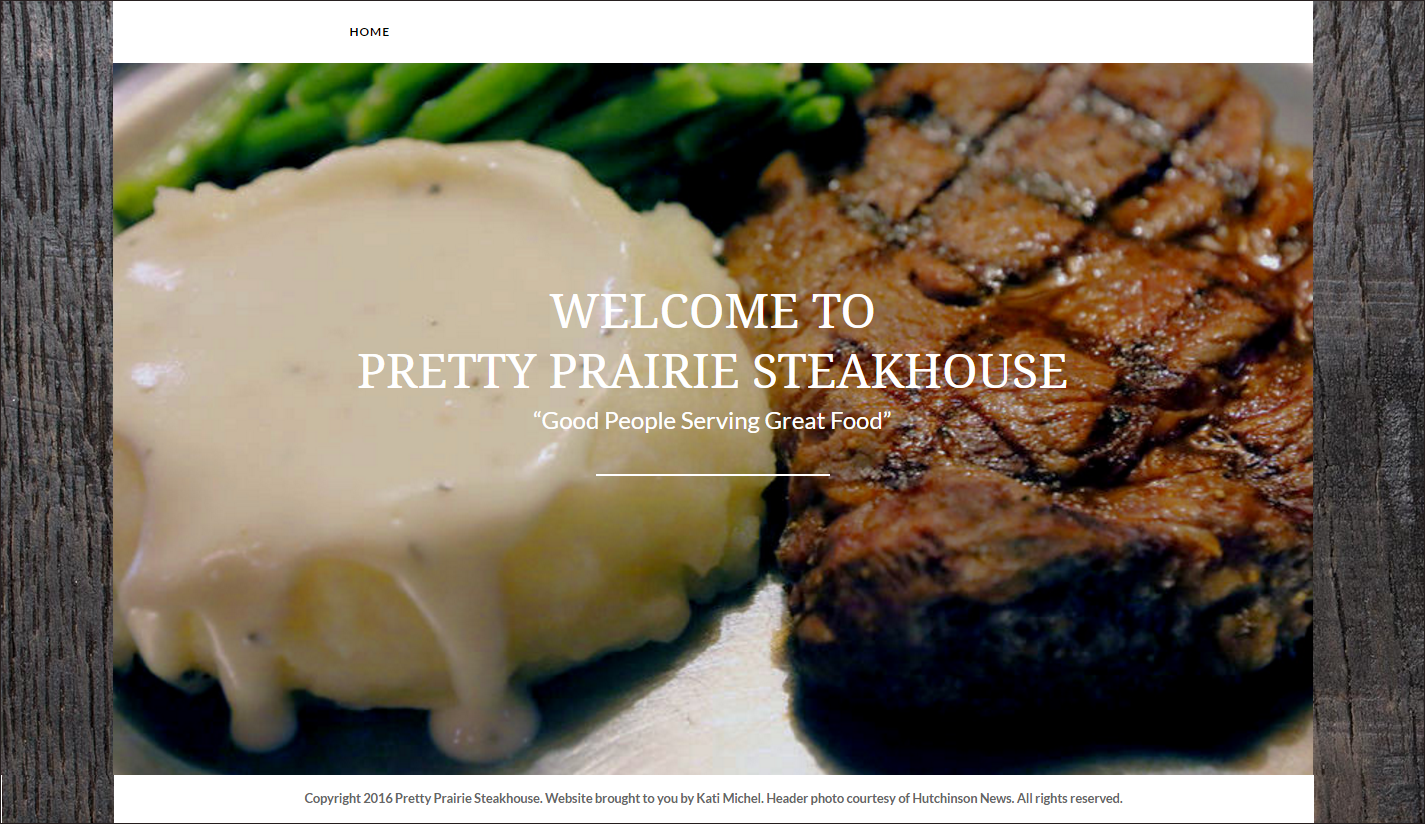 HOME
WELCOME TO
PRETTY PRAIRIE STEAKHOUSE
“Good People Serving Great Food”
Copyright 2016 Pretty Prairie Steakhouse. Website brought to you by Kati Michel. Header photo courtesy of Hutchinson News. All rights reserved.